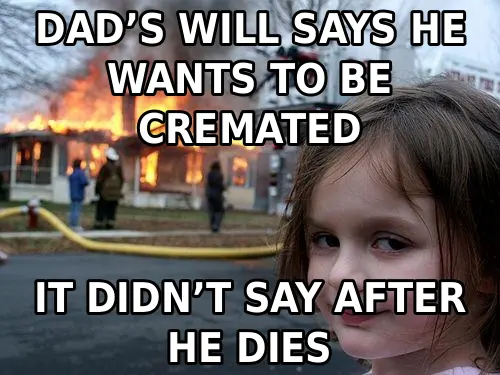 DAD’S WILL SAYS HE
WANTS TO BE
CREMATED
IT DIDN’T SAY AFTER
HE DIES